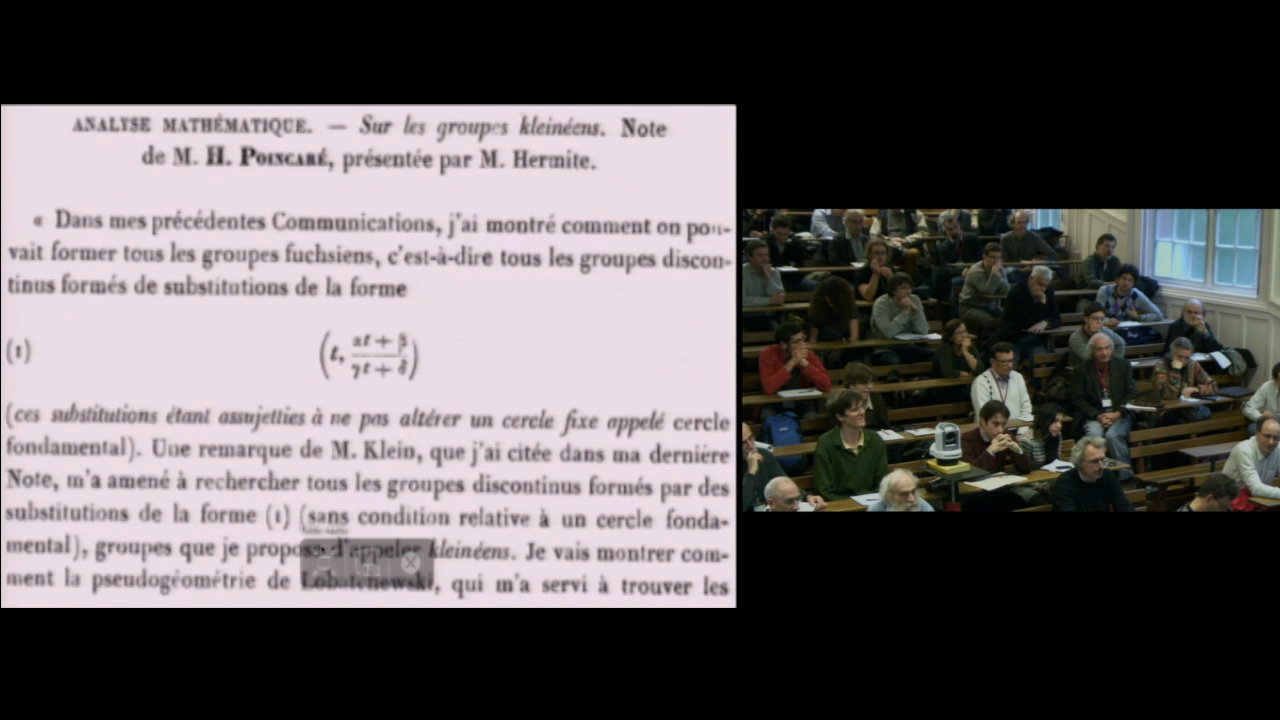 ANALYSE MATHÉMATIQUE. — Sur les groupes kleinéens. Note
de M. H. POINCARÉ, présentée par M. Hermite.
« Dans mes précédentes Communications, j'ai montré comment on pou-
vait former tous les groupes fuchsiens, c'est-à-dire tous les groupes discon-
tinus formés de substitutions de la forme
(1) (t, αt + β / γt + δ)
(ces substitutions étant assujetties à ne pas altérer un cercle fixe appelé cercle
fondamental). Une remarque de M. Klein, que j'ai citée dans ma dernière
Note, m'a amené à rechercher tous les groupes discontinus formés par des
substitutions de la forme (1) (sans condition relative à un cercle fonda-
mental), groupes que je propose d'appeler kleinéens. Je vais montrer com-
ment la pseudogéométrie de Lobatchewski, qui m'a servi à trouver les